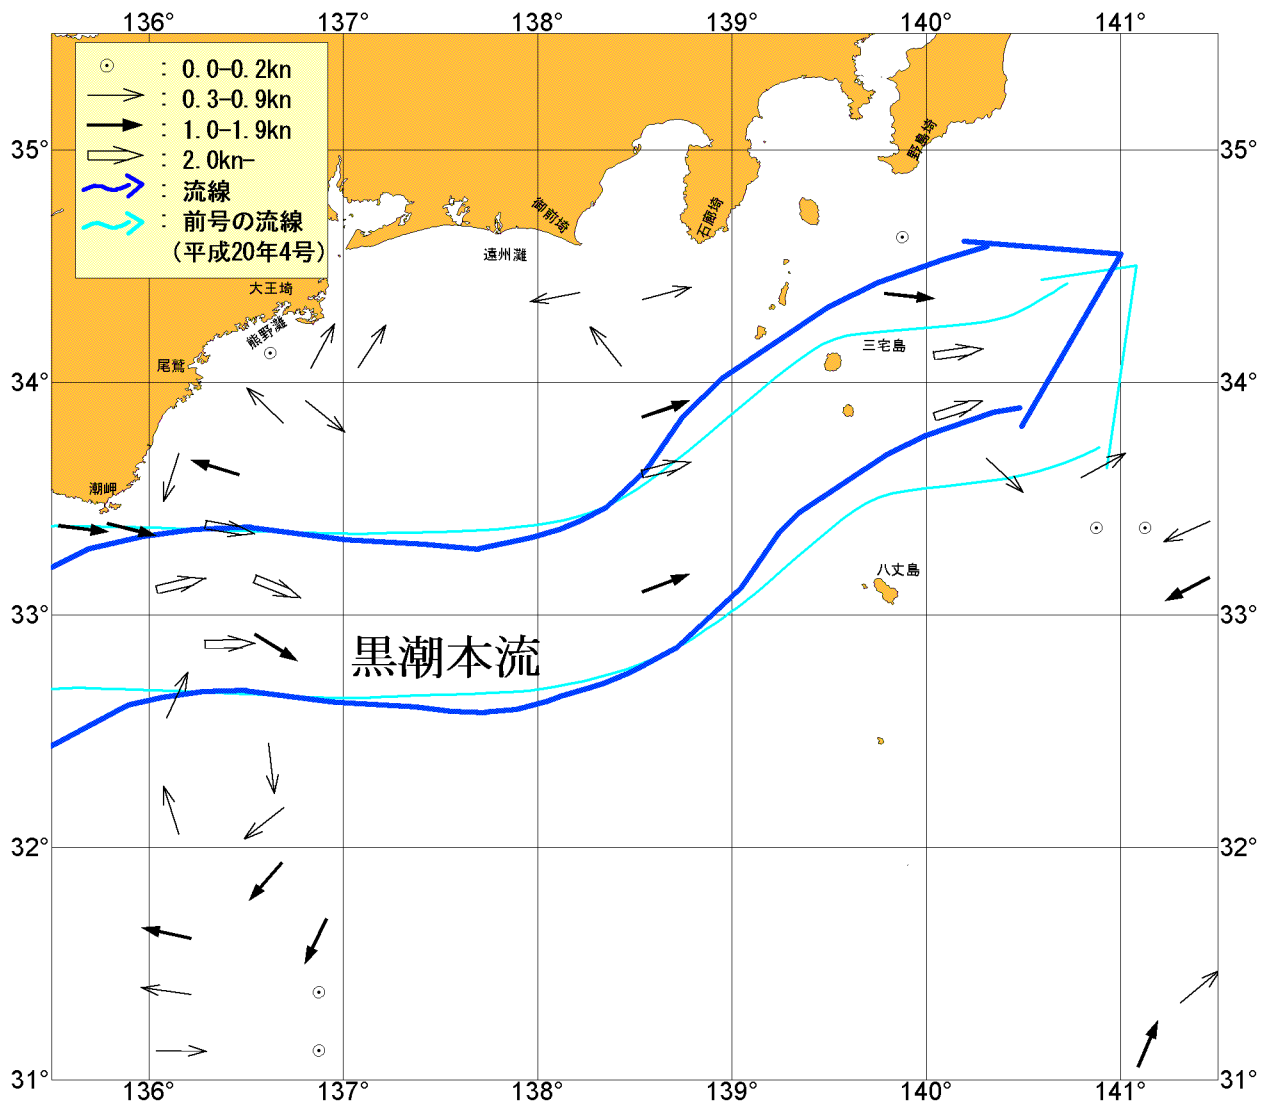 136° 137° 138° 139° 140° 141°
: 0.0-0.2kn
: 0.3-0.9kn
: 1.0-1.9kn
: 2.0kn-
: 流線
: 前号の流線
(平成20年4号)
35° 35°
野島埼
石廊埼
御前埼
遠州灘
大王埼
熊野灘
尾鷲
三宅島
34° 34°
潮岬
八丈島
33° 33°
黒潮本流
32° 32°
31° 31°
136° 137° 138° 139° 140° 141°